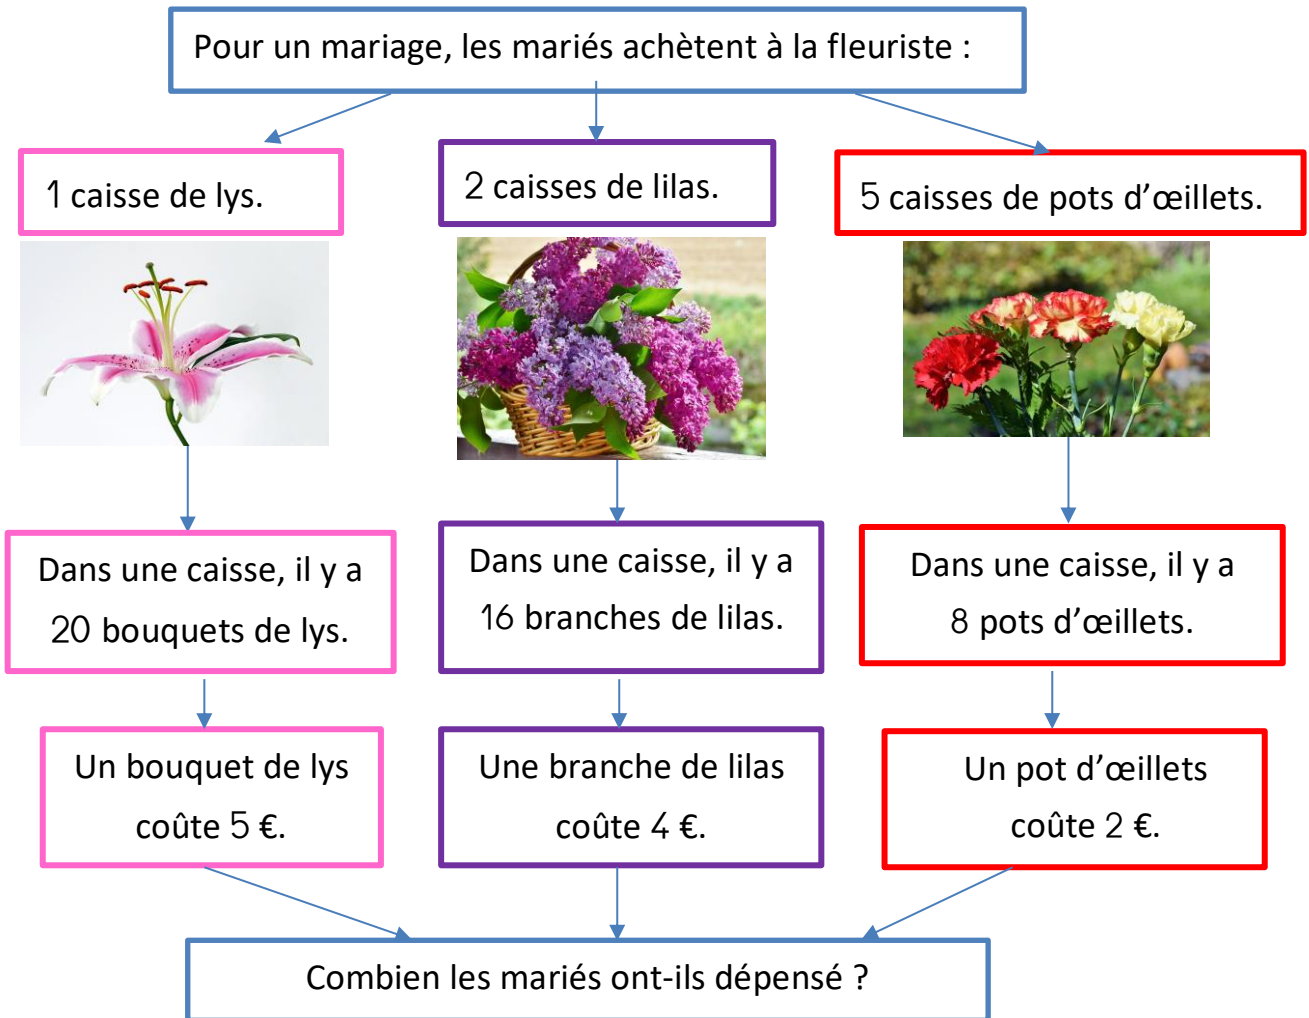 Pour un mariage, les mariés achètent à la fleuriste :
1 caisse de lys.
2 caisses de lilas.
5 caisses de pots d’œillets.
Dans une caisse, il y a
20 bouquets de lys.
Dans une caisse, il y a
16 branches de lilas.
Dans une caisse, il y a
8 pots d’œillets.
Un bouquet de lys
coûte 5 €.
Une branche de lilas
coûte 4 €.
Un pot d’œillets
coûte 2 €.
Combien les mariés ont-ils dépensé ?